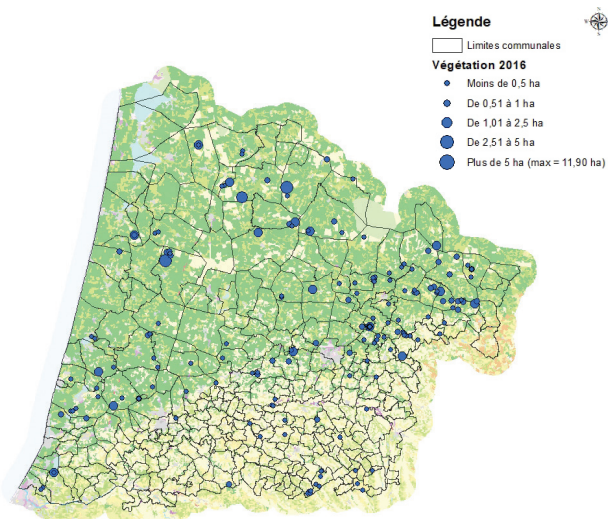 Légende
Limites communales
Végétation 2016
Moins de 0,5 ha
De 0,51 à 1 ha
De 1,01 à 2,5 ha
De 2,51 à 5 ha
Plus de 5 ha (max = 11,90 ha)